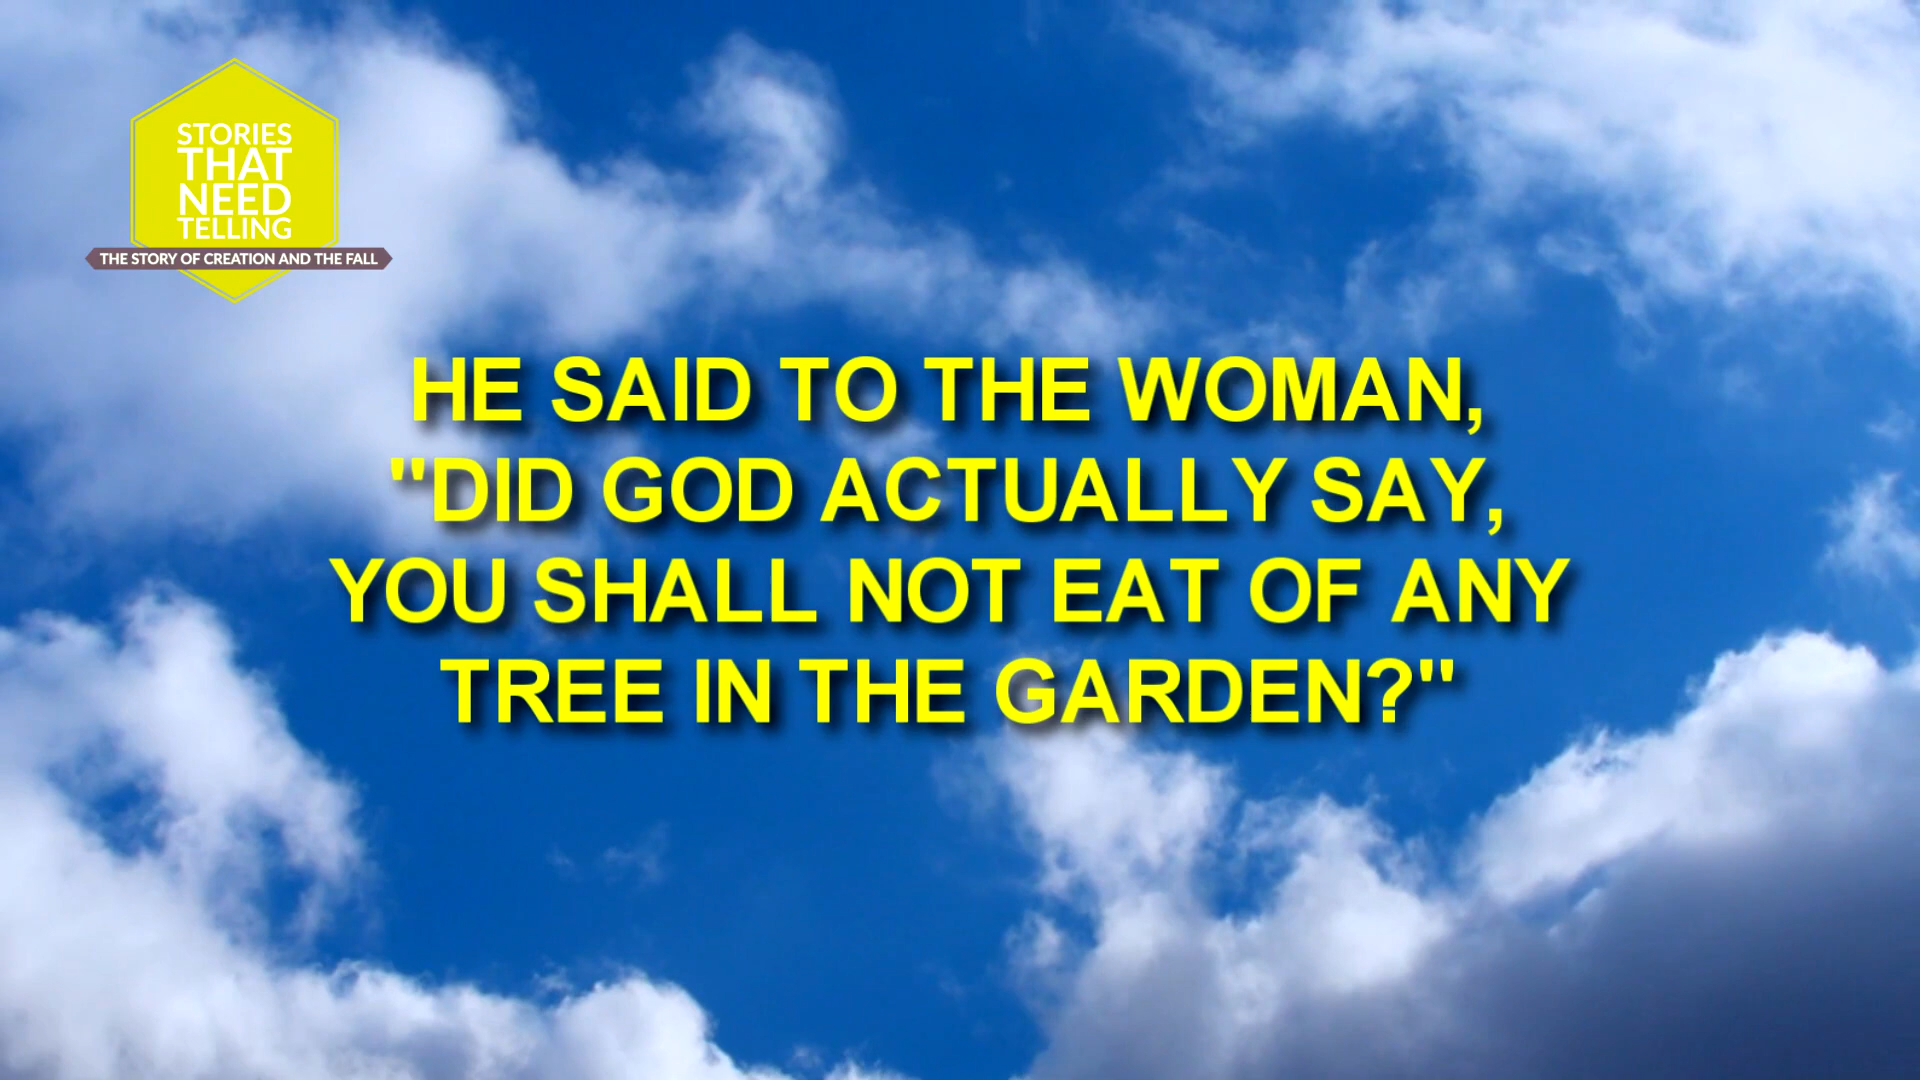 STORIES
THAT
NEED
TELLING
THE STORY OF CREATION AND THE FALL
HE SAID TO THE WOMAN,
"DID GOD ACTUALLY SAY,
YOU SHALL NOT EAT OF ANY
TREE IN THE GARDEN?"